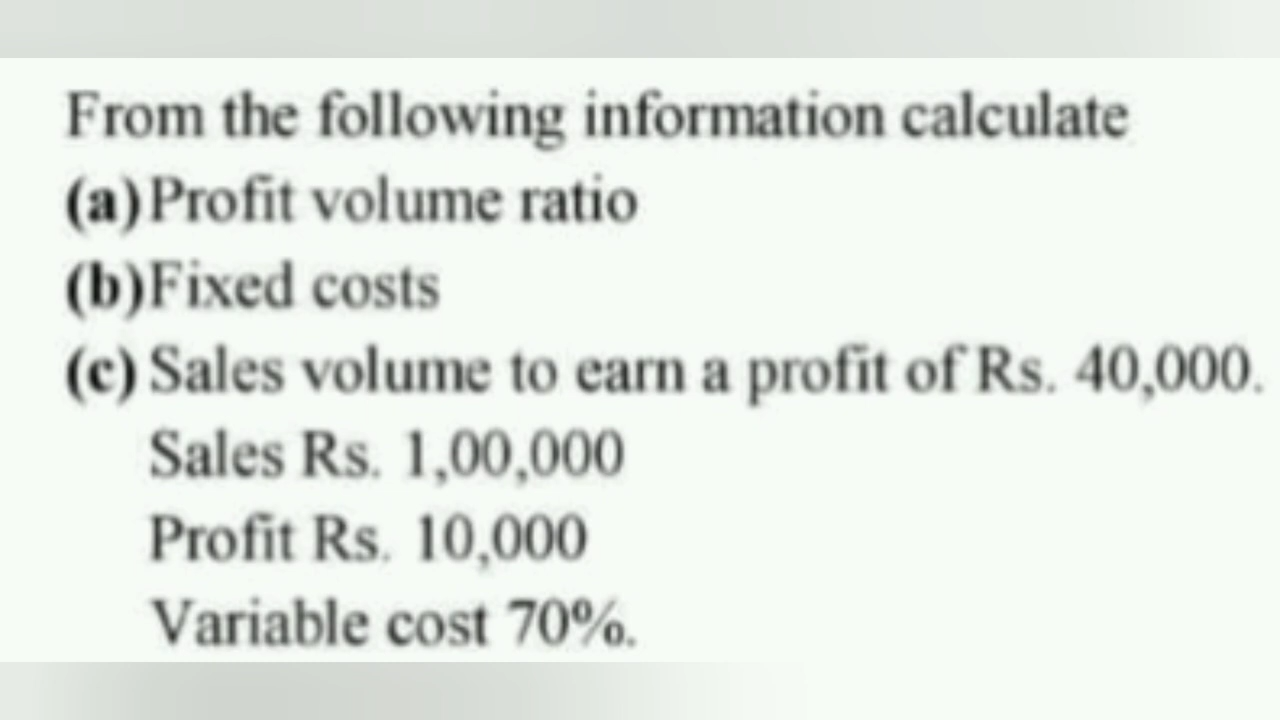 From the following information calculate
(a) Profit volume ratio
(b) Fixed costs
(c) Sales volume to earn a profit of Rs. 40,000.
Sales Rs. 1,00,000
Profit Rs. 10,000
Variable cost 70%.